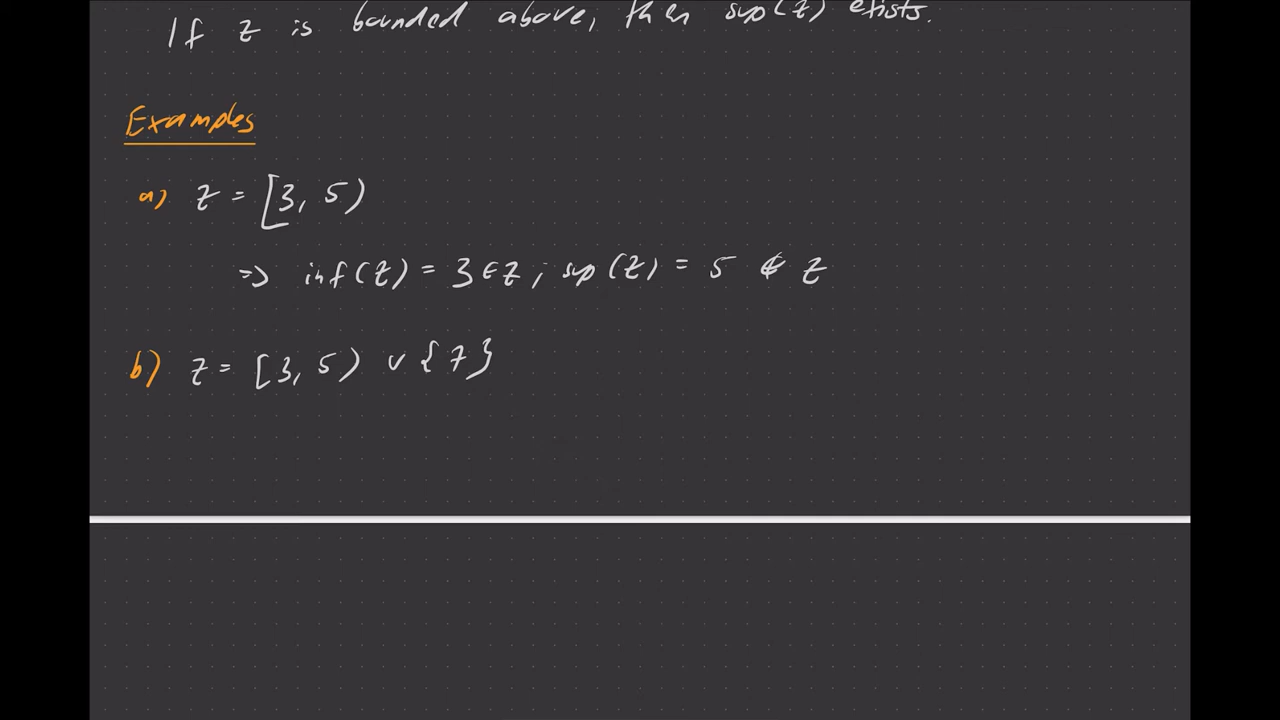 If z is bounded above, then sup(z) exists.
Examples
a) z = [3, 5)
=> inf(z) = 3 ∈ z ; sup(z) = 5 ∉ z
b) z = [3, 5) ∪ {7}